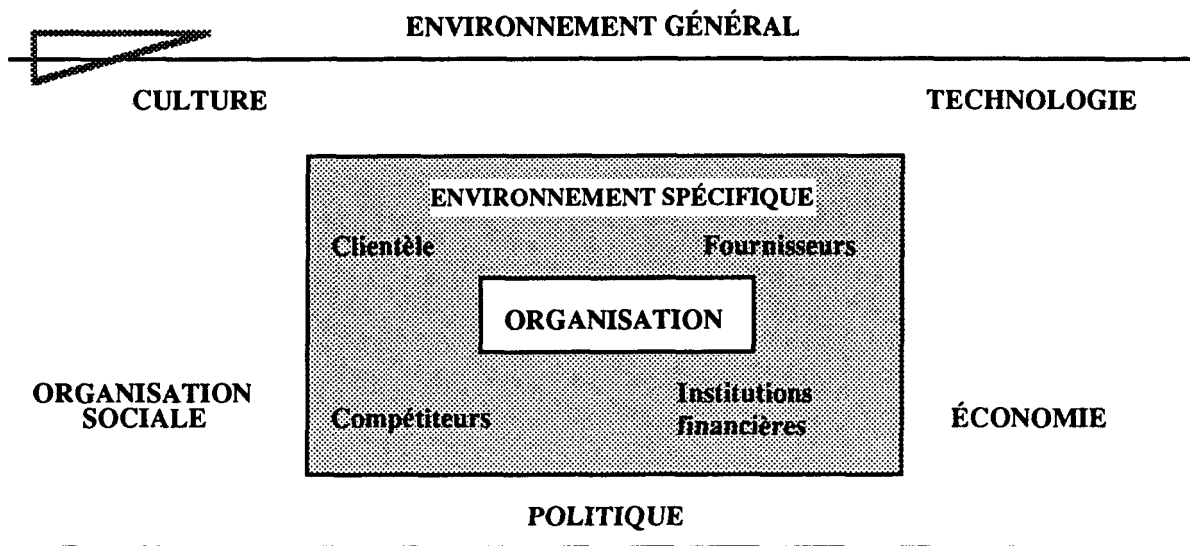 ENVIRONNEMENT GÉNÉRAL
CULTURE
TECHNOLOGIE
ENVIRONNEMENT SPÉCIFIQUE
Clientèle
Fournisseurs
ORGANISATION
ORGANISATION
SOCIALE
Compétiteurs
Institutions
financières
ÉCONOMIE
POLITIQUE